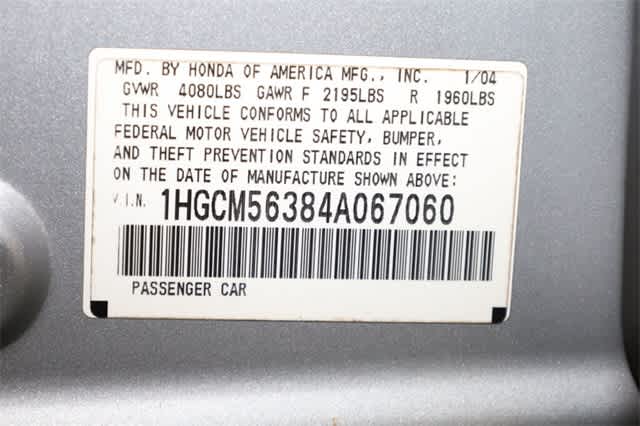 MFD. BY HONDA OF AMERICA MFG., INC. 1/04
GVWR 4080LBS GAWR F 2195LBS R 1960LBS
THIS VEHICLE CONFORMS TO ALL APPLICABLE
FEDERAL MOTOR VEHICLE SAFETY, BUMPER,
AND THEFT PREVENTION STANDARDS IN EFFECT
ON THE DATE OF MANUFACTURE SHOWN ABOVE:
V.I.N. 1HGCM56384A067060
PASSENGER CAR